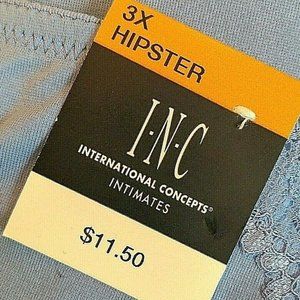 3X
HIPSTER
I·N·C
INTERNATIONAL CONCEPTS®
INTIMATES
$11.50